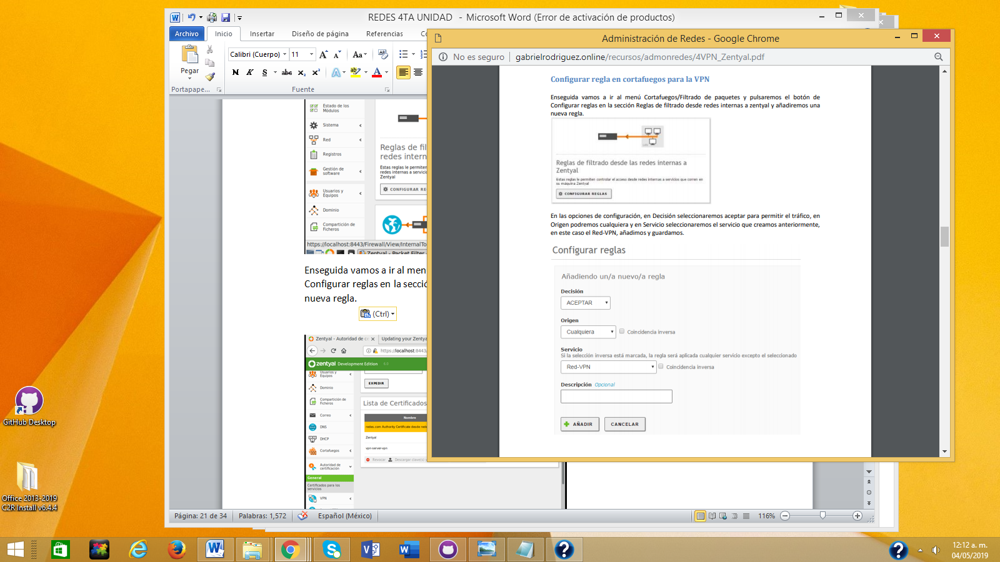 REDES 4TA UNIDAD - Microsoft Word (Error de activación de productos)
Archivo
Inicio
Insertar
Diseño de página
Referencias
Calibri (Cuerpo)
11
Aa
Pegar
N K S abc x₂ x² A ab A
Portapape...
Fuente
Estado de los
Módulos
Sistema
Red
Registros
Gestión de
software
Usuarios y
Equipos
Dominio
Compartición de
Ficheros
Reglas de fil
redes intern
Estas reglas le permiten
redes internas a servicio
Zentyal
CONFIGURAR RE
https://localhost:8443/Firewall/View/InternalTo
Zentyal - Packet Filter
Enseguida vamos a ir al men
Configurar reglas en la secció
nueva regla.
(Ctrl)
Zentyal - Autoridad de ce
Updating your Zentya
https://localhost:8443/
zentyal Development Edition
Usuarios y
Equipos
Dominio
Compartición de
Ficheros
Correo
DNS
DHCP
Cortafuegos
Autoridad de
certificación
General
Certificados para los
servicios
VPN
EXPEDIR
Lista de Certificados
Nombre
redes.com Authority Certificate desde rede
Zentyal
vpn-server-vpn
Revocar
Descargar clave(s) y
Página: 21 de 34
Palabras: 1,572
Español (México)
116%
Administración de Redes - Google Chrome
No es seguro
gabrielrodriguez.online/recursos/admonredes/4VPN_Zentyal.pdf
Configurar regla en cortafuegos para la VPN
Enseguida vamos a ir al menú Cortafuegos/Filtrado de paquetes y pulsaremos el botón de
Configurar reglas en la sección Reglas de filtrado desde redes internas a zentyal y añadiremos una
nueva regla.
Reglas de filtrado desde las redes internas a
Zentyal
Estas reglas le permiten controlar el acceso desde redes internas a servicios que corren en
su máquina Zentyal
CONFIGURAR REGLAS
En las opciones de configuración, en Decisión seleccionaremos aceptar para permitir el tráfico, en
Origen podremos cualquiera y en Servicio seleccionaremos el servicio que creamos anteriormente,
en este caso el Red-VPN, añadimos y guardamos.
Configurar reglas
Añadiendo un/a nuevo/a regla
Decisión
ACEPTAR
Origen
Cualquiera
Coincidencia inversa
Servicio
Si la selección inversa está marcada, la regla será aplicada cualquier servicio excepto el seleccionado
Red-VPN
Coincidencia inversa
Descripción Opcional
AÑADIR
CANCELAR
GitHub Desktop
Office 2013-2019
C2R Install v6.4.4
12:12 a. m.
04/05/2019